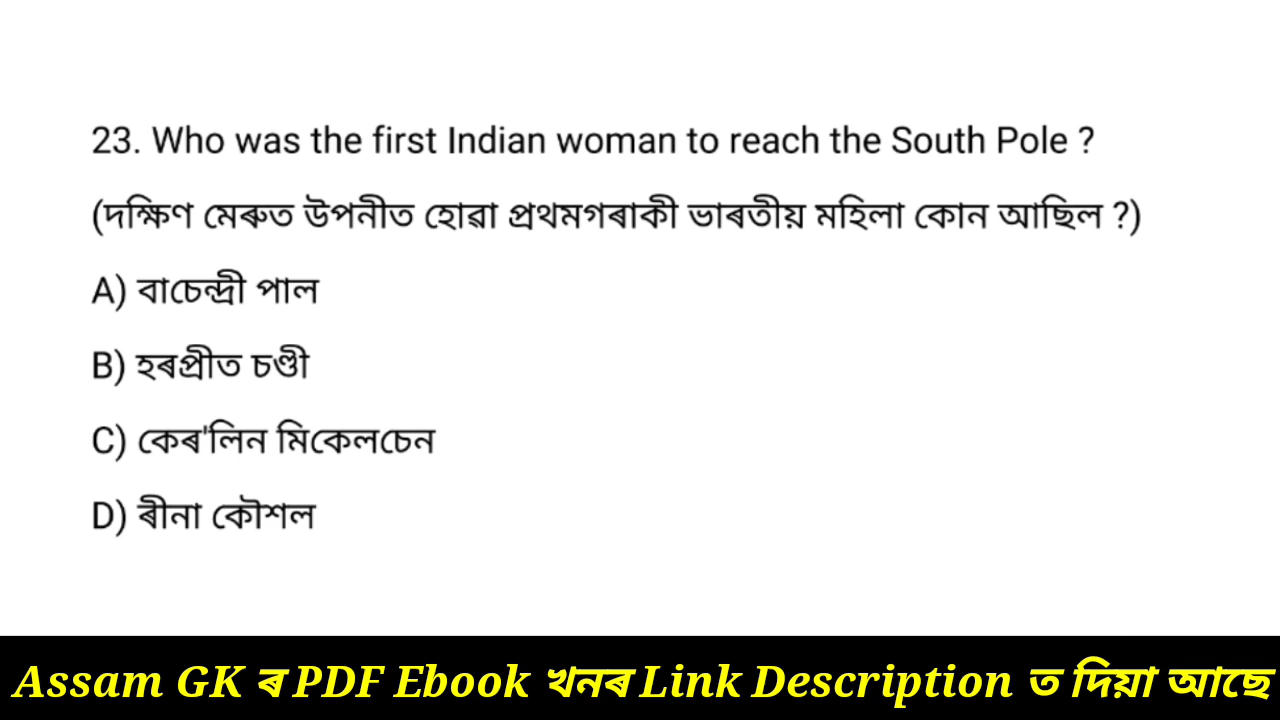 23. Who was the first Indian woman to reach the South Pole ?
(দক্ষিণ মেৰুত উপনীত হোৱা প্ৰথমগৰাকী ভাৰতীয় মহিলা কোন আছিল ?)
A) বাচেন্দ্ৰী পাল
B) হৰপ্ৰীত চণ্ডী
C) কেৰ'লিন মিকেলচেন
D) ৰীনা কৌশল
Assam GK ৰ PDF Ebook খনৰ Link Description ত দিয়া আছে